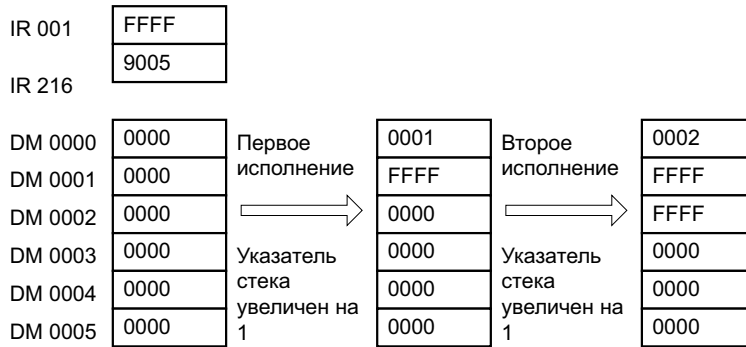 IR 001 FFFF
9005
IR 216
DM 0000 0000 Первое 0001 Второе 0002
DM 0001 0000 исполнение FFFF исполнение FFFF
DM 0002 0000 0000 FFFF
DM 0003 0000 Указатель 0000 Указатель 0000
DM 0004 0000 стека 0000 стека 0000
увеличен на увеличен на
DM 0005 0000 1 0000 1 0000